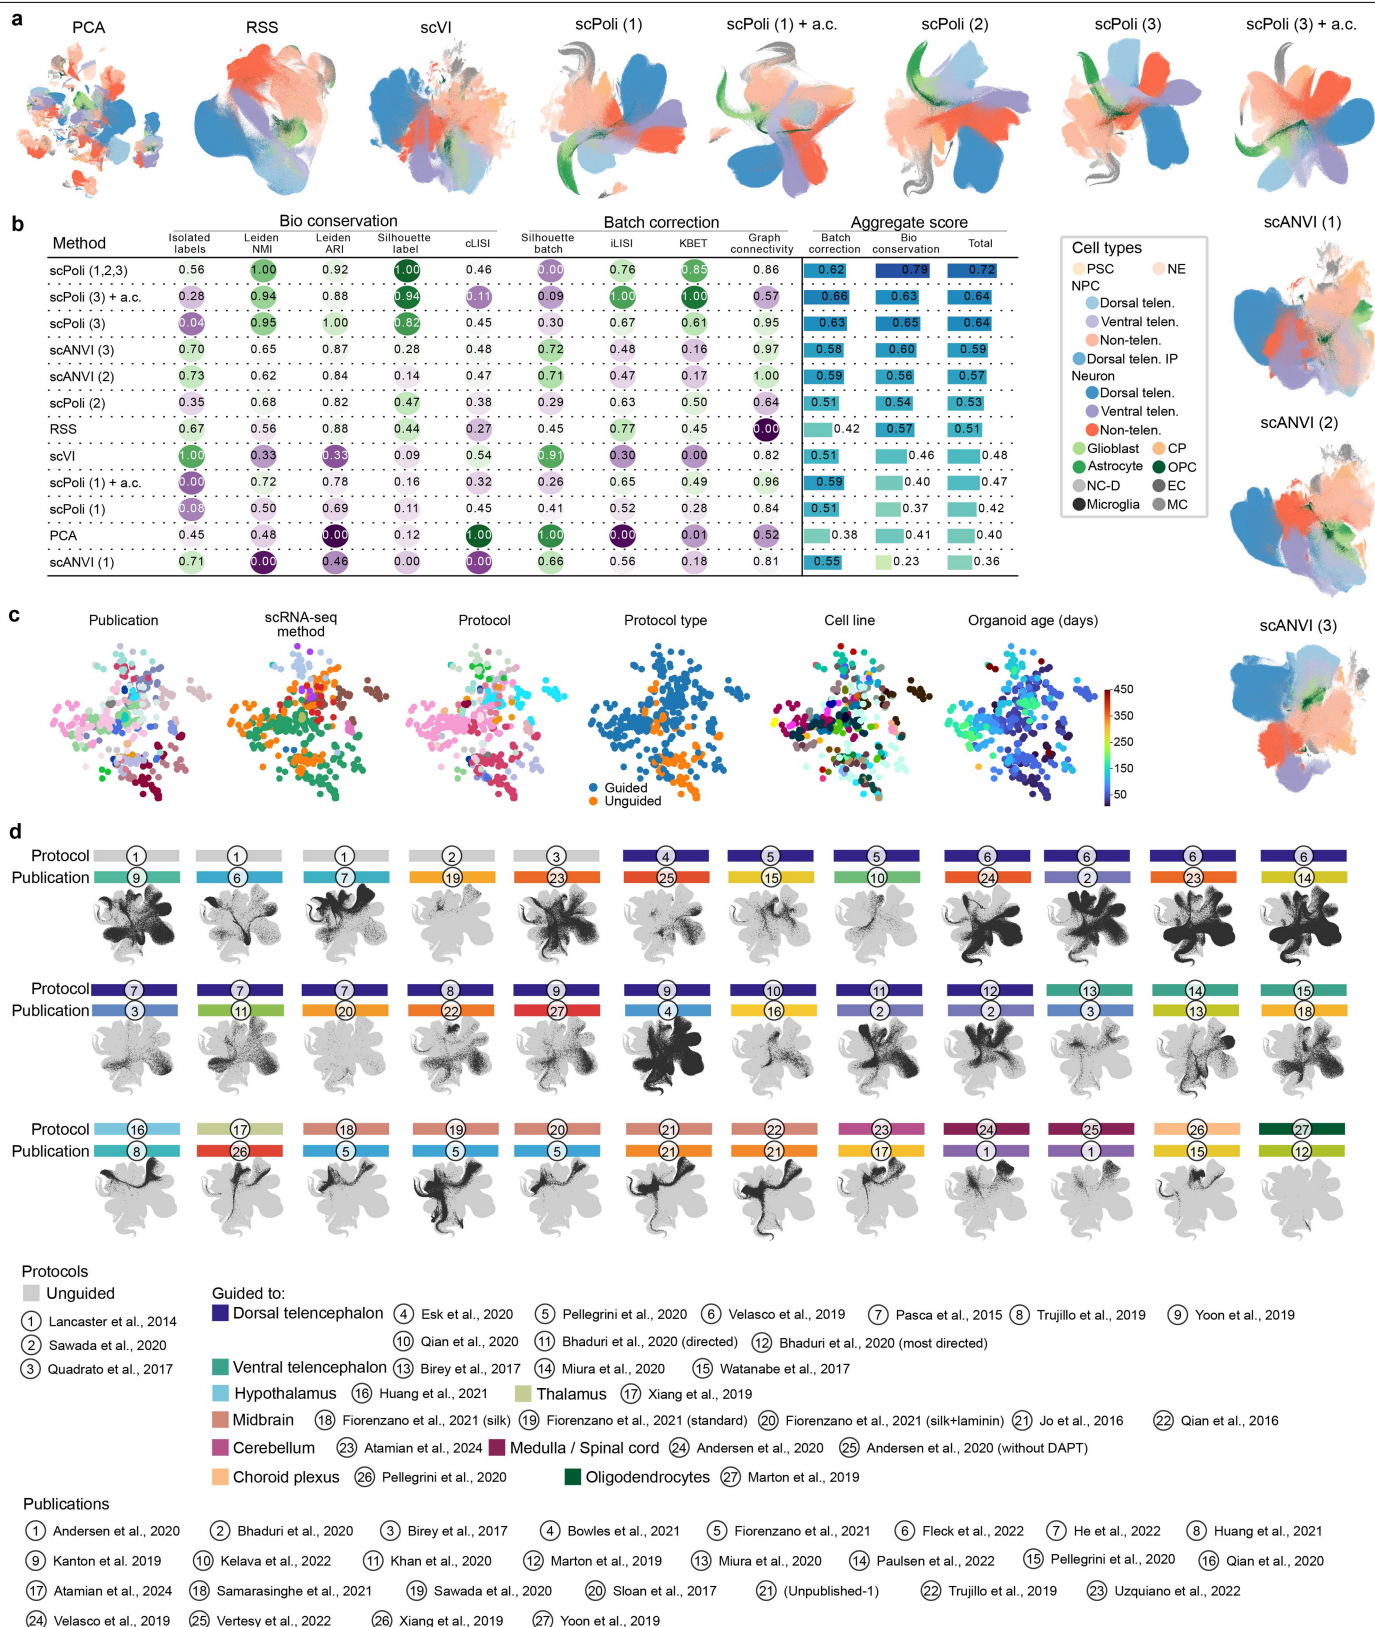 a
PCA RSS scVI scPoli (1) scPoli (1) + a.c. scPoli (2) scPoli (3) scPoli (3) + a.c.
b
Bio conservation Batch correction Aggregate score
Method Isolated labels Leiden NMI Leiden ARI Silhouette label cLISI Silhouette batch iLISI KBET Graph connectivity Batch correction Bio conservation Total
scPoli (1,2,3) 0.56 1.00 0.92 1.00 0.46 0.00 0.76 0.85 0.86 0.62 0.79 0.72
scPoli (3) + a.c. 0.28 0.94 0.88 0.94 0.11 0.09 1.00 1.00 0.57 0.66 0.63 0.64
scPoli (3) 0.04 0.95 1.00 0.82 0.45 0.30 0.67 0.61 0.95 0.63 0.65 0.64
scANVI (3) 0.70 0.65 0.87 0.28 0.48 0.72 0.48 0.16 0.97 0.58 0.60 0.59
scANVI (2) 0.73 0.62 0.84 0.14 0.47 0.71 0.47 0.17 1.00 0.59 0.56 0.57
scPoli (2) 0.35 0.68 0.82 0.47 0.38 0.29 0.63 0.50 0.64 0.51 0.54 0.53
RSS 0.67 0.56 0.88 0.44 0.27 0.45 0.77 0.45 0.00 0.42 0.57 0.51
scVI 1.00 0.33 0.33 0.09 0.54 0.91 0.30 0.00 0.82 0.51 0.46 0.48
scPoli (1) + a.c. 0.00 0.72 0.78 0.16 0.32 0.26 0.65 0.49 0.96 0.59 0.40 0.47
scPoli (1) 0.08 0.50 0.69 0.11 0.45 0.41 0.52 0.28 0.84 0.51 0.37 0.42
PCA 0.45 0.48 0.00 0.12 1.00 1.00 0.00 0.01 0.52 0.38 0.41 0.40
scANVI (1) 0.71 0.00 0.46 0.00 0.00 0.66 0.56 0.18 0.81 0.55 0.23 0.36
Cell types
PSC NE
NPC
Dorsal telen.
Ventral telen.
Non-telen.
Dorsal telen. IP
Neuron
Dorsal telen.
Ventral telen.
Non-telen.
Glioblast CP
Astrocyte OPC
NC-D EC
Microglia MC
scANVI (1)
scANVI (2)
scANVI (3)
c
Publication scRNA-seq method Protocol Protocol type Cell line Organoid age (days)
Guided
Unguided
450
350
250
150
50
d
Protocol 1 1 1 2 3 4 5 5 6 6 6 6
Publication 9 6 7 19 23 25 15 10 24 2 23 14
Protocol 7 7 7 8 9 9 10 11 12 13 14 15
Publication 3 11 20 22 27 4 16 2 2 3 13 18
Protocol 16 17 18 19 20 21 22 23 24 25 26 27
Publication 8 26 5 5 5 21 21 17 1 1 15 12
Protocols
Unguided Guided to:
1 Lancaster et al., 2014
2 Sawada et al., 2020
3 Quadrato et al., 2017
Dorsal telencephalon 4 Esk et al., 2020 5 Pellegrini et al., 2020 6 Velasco et al., 2019 7 Pasca et al., 2015 8 Trujillo et al., 2019 9 Yoon et al., 2019
10 Qian et al., 2020 11 Bhaduri et al., 2020 (directed) 12 Bhaduri et al., 2020 (most directed)
Ventral telencephalon 13 Birey et al., 2017 14 Miura et al., 2020 15 Watanabe et al., 2017
Hypothalamus 16 Huang et al., 2021 Thalamus 17 Xiang et al., 2019
Midbrain 18 Fiorenzano et al., 2021 (silk) 19 Fiorenzano et al., 2021 (standard) 20 Fiorenzano et al., 2021 (silk+laminin) 21 Jo et al., 2016 22 Qian et al., 2016
Cerebellum 23 Atamian et al., 2024 Medulla / Spinal cord 24 Andersen et al., 2020 25 Andersen et al., 2020 (without DAPT)
Choroid plexus 26 Pellegrini et al., 2020 Oligodendrocytes 27 Marton et al., 2019
Publications
1 Andersen et al., 2020 2 Bhaduri et al., 2020 3 Birey et al., 2017 4 Bowles et al., 2021 5 Fiorenzano et al., 2021 6 Fleck et al., 2022 7 He et al., 2022 8 Huang et al., 2021
9 Kanton et al. 2019 10 Kelava et al., 2022 11 Khan et al., 2020 12 Marton et al., 2019 13 Miura et al., 2020 14 Paulsen et al., 2022 15 Pellegrini et al., 2020 16 Qian et al., 2020
17 Atamian et al., 2024 18 Samarasinghe et al., 2021 19 Sawada et al., 2020 20 Sloan et al., 2017 21 (Unpublished-1) 22 Trujillo et al., 2019 23 Uzquiano et al., 2022
24 Velasco et al., 2019 25 Vertesy et al., 2022 26 Xiang et al., 2019 27 Yoon et al., 2019